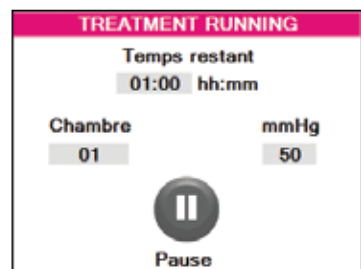 TREATMENT RUNNING
Temps restant
01:00 hh:mm
Chambre mmHg
01 50
Pause